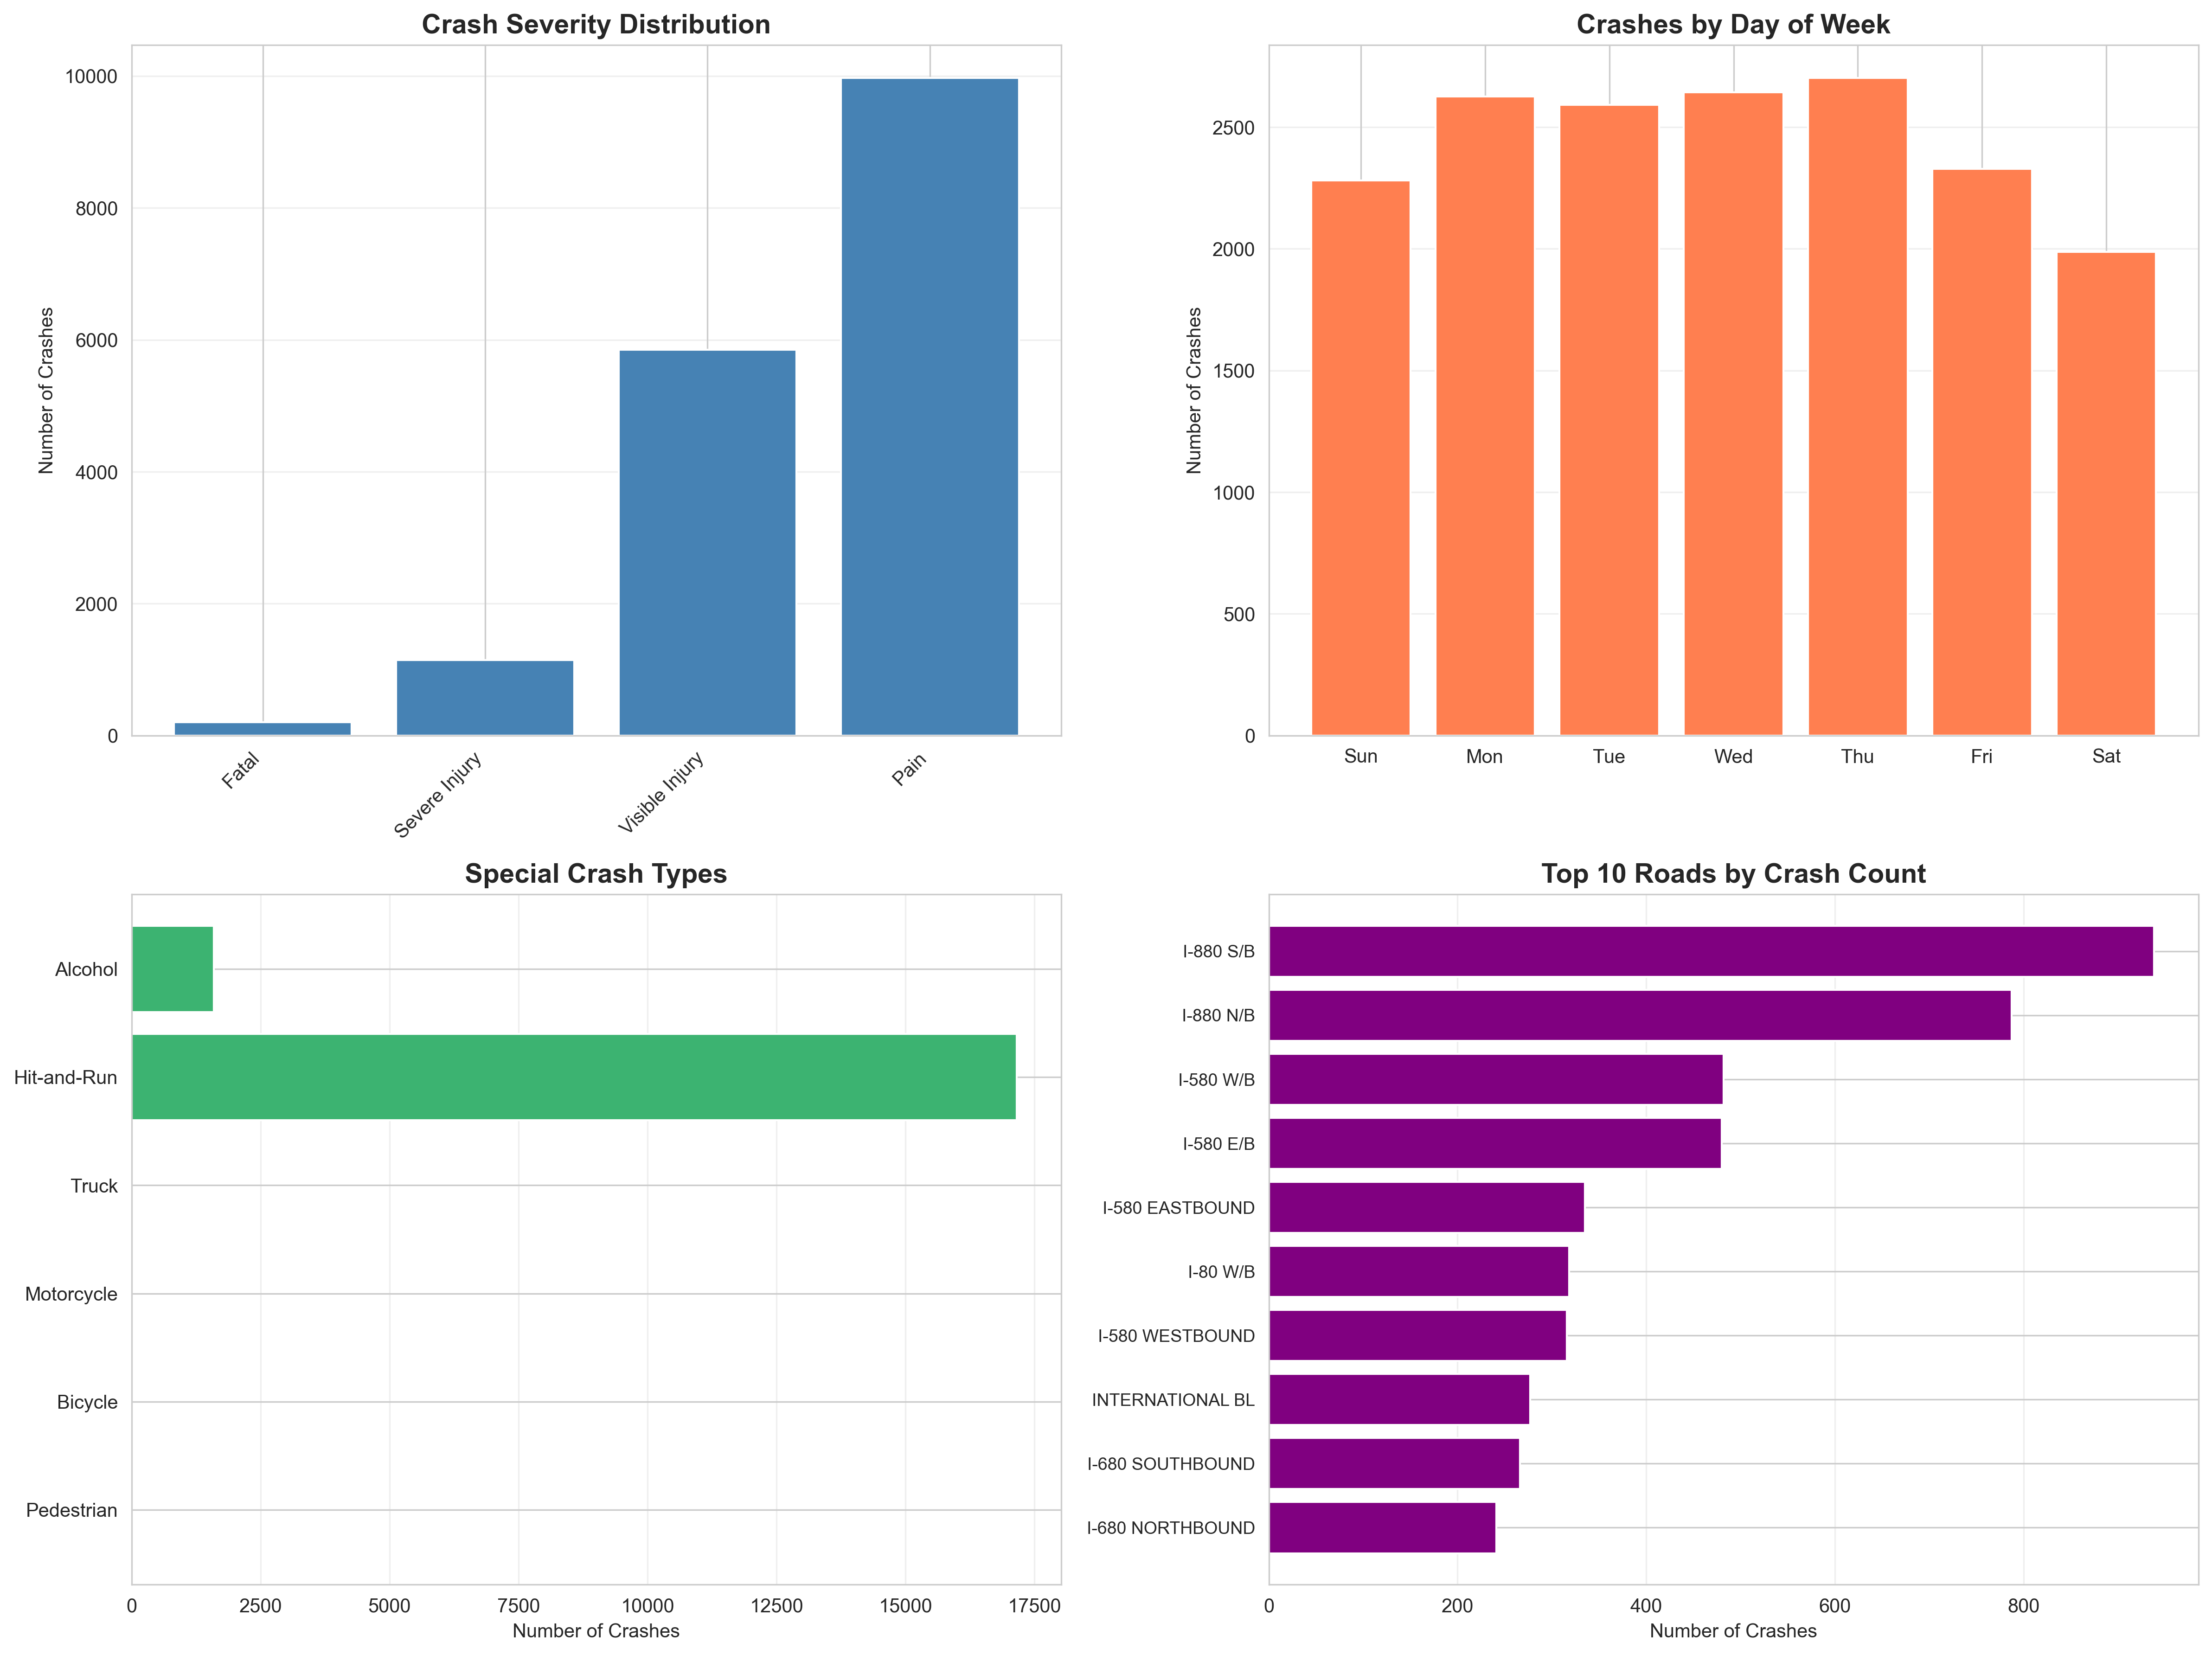 Crash Severity Distribution
Number of Crashes
10000
8000
6000
4000
2000
0
Fatal
Severe Injury
Visible Injury
Pain
Crashes by Day of Week
Number of Crashes
2500
2000
1500
1000
500
0
Sun Mon Tue Wed Thu Fri Sat
Special Crash Types
Alcohol
Hit-and-Run
Truck
Motorcycle
Bicycle
Pedestrian
0 2500 5000 7500 10000 12500 15000 17500
Number of Crashes
Top 10 Roads by Crash Count
I-880 S/B
I-880 N/B
I-580 W/B
I-580 E/B
I-580 EASTBOUND
I-80 W/B
I-580 WESTBOUND
INTERNATIONAL BL
I-680 SOUTHBOUND
I-680 NORTHBOUND
0 200 400 600 800
Number of Crashes